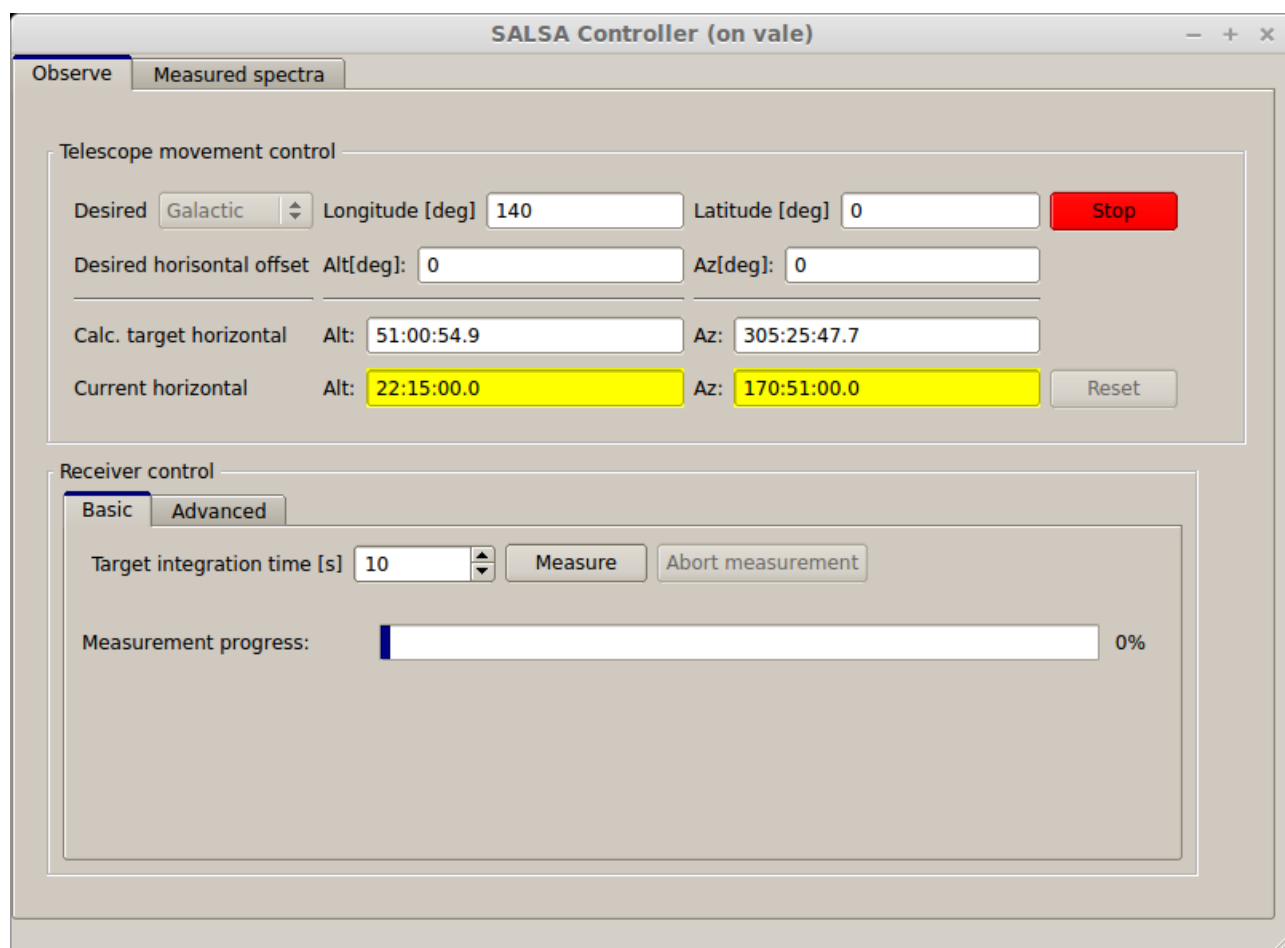 SALSA Controller (on vale)
Observe Measured spectra
Telescope movement control
Desired Galactic Longitude [deg] 140 Latitude [deg] 0 Stop
Desired horisontal offset Alt[deg]: 0 Az[deg]: 0
Calc. target horizontal Alt: 51:00:54.9 Az: 305:25:47.7
Current horizontal Alt: 22:15:00.0 Az: 170:51:00.0 Reset
Receiver control
Basic Advanced
Target integration time [s] 10 Measure Abort measurement
Measurement progress: 0%